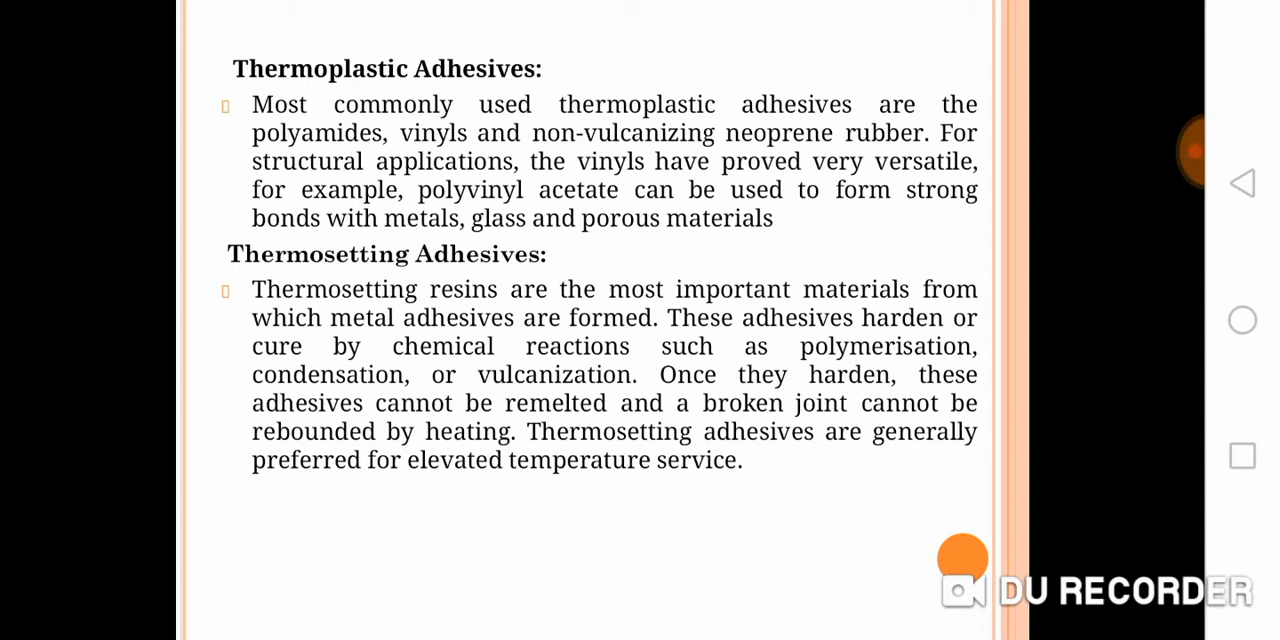 Thermoplastic Adhesives:
Most commonly used thermoplastic adhesives are the
polyamides, vinyls and non-vulcanizing neoprene rubber. For
structural applications, the vinyls have proved very versatile,
for example, polyvinyl acetate can be used to form strong
bonds with metals, glass and porous materials
Thermosetting Adhesives:
Thermosetting resins are the most important materials from
which metal adhesives are formed. These adhesives harden or
cure by chemical reactions such as polymerisation,
condensation, or vulcanization. Once they harden, these
adhesives cannot be remelted and a broken joint cannot be
rebounded by heating. Thermosetting adhesives are generally
preferred for elevated temperature service.
DU RECORDER